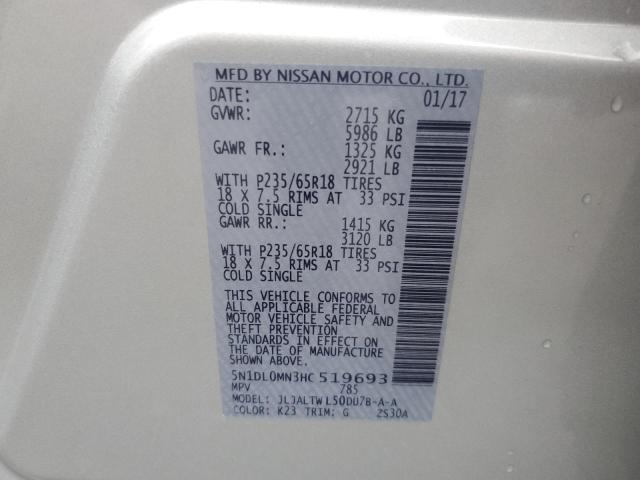 MFD BY NISSAN MOTOR CO., LTD.
DATE: 01/17
GVWR: 2715 KG
5986 LB
GAWR FR.: 1325 KG
2921 LB
WITH P235/65R18 TIRES
18 X 7.5 RIMS AT 33 PSI
COLD SINGLE
GAWR RR.: 1415 KG
3120 LB
WITH P235/65R18 TIRES
18 X 7.5 RIMS AT 33 PSI
COLD SINGLE
THIS VEHICLE CONFORMS TO
ALL APPLICABLE FEDERAL
MOTOR VEHICLE SAFETY AND
THEFT PREVENTION
STANDARDS IN EFFECT ON
THE DATE OF MANUFACTURE
SHOWN ABOVE.
5N1DL0MN3HC519693
MPV 785
MODEL: JLJALTWL50DU7B-A-A
COLOR: K23 TRIM: G 2S30A